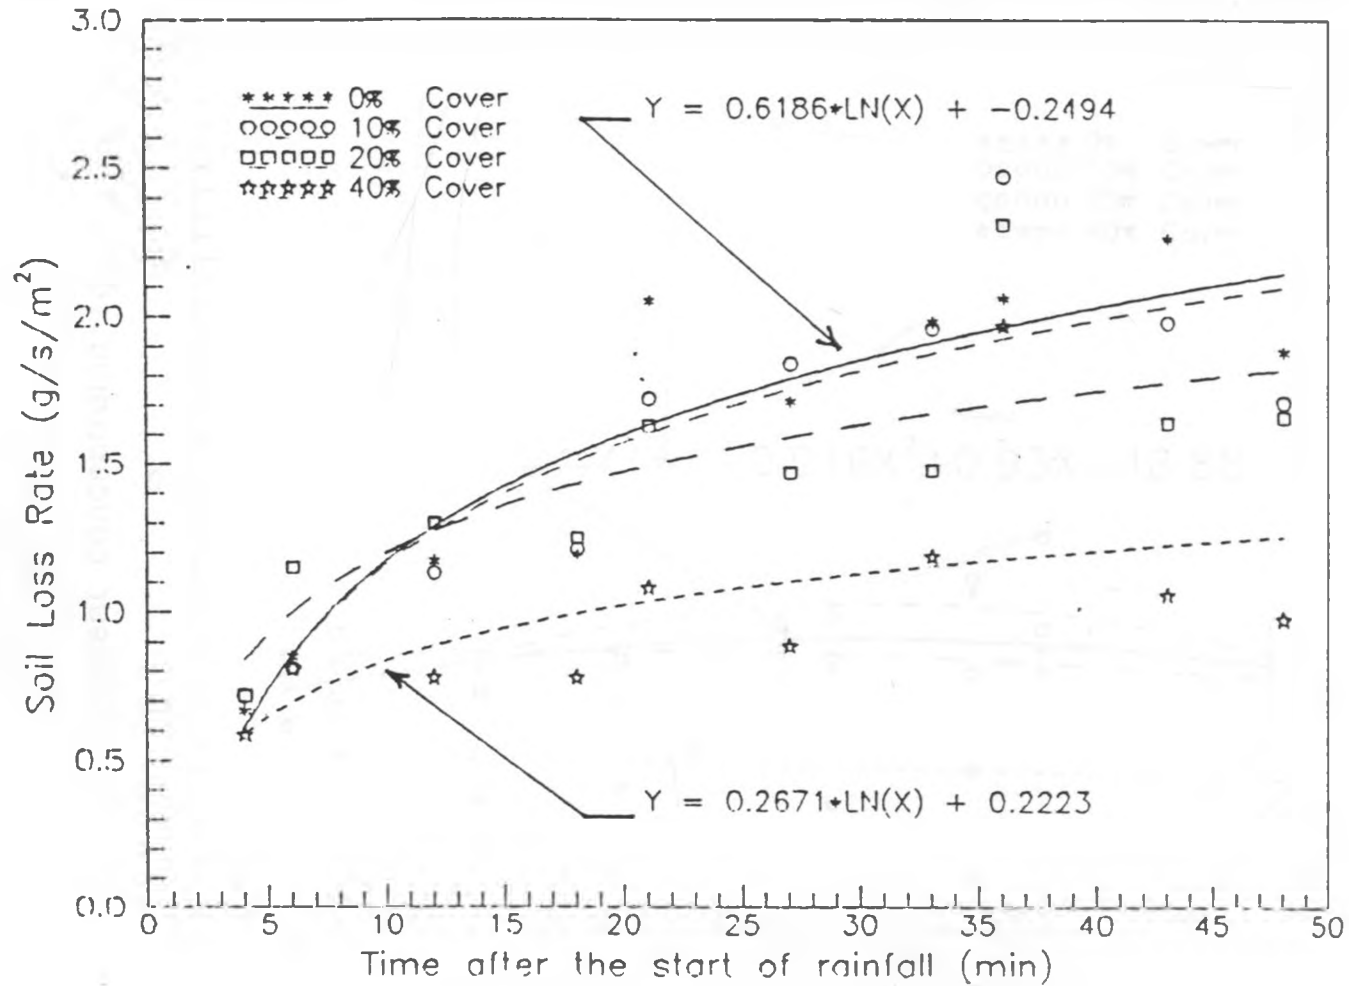 3.0
2.5
2.0
1.5
1.0
0.5
0.0
Soil Loss Rate (g/s/m²)
0% Cover
10% Cover
20% Cover
40% Cover
Y = 0.6186*LN(X) + -0.2494
Y = 0.2671*LN(X) + 0.2223
0 5 10 15 20 25 30 35 40 45 50
Time after the start of rainfall (min)